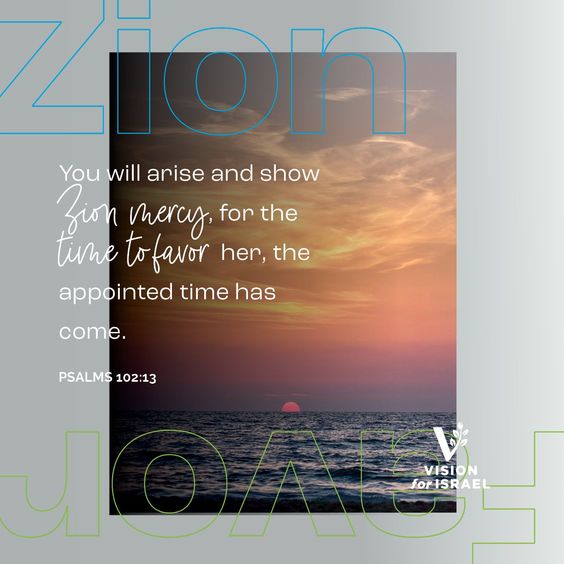 Zion
You will arise and show
Zion mercy, for the
time to favor her, the
appointed time has
come.
PSALMS 102:13
VISION
for ISRAEL
Favor